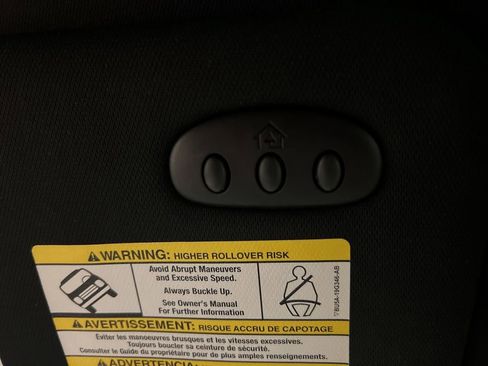 WARNING: HIGHER ROLLOVER RISK
Avoid Abrupt Maneuvers
and Excessive Speed.
Always Buckle Up.
See Owner's Manual
For Further Information
AVERTISSEMENT: RISQUE ACCRU DE CAPOTAGE
Eviter les manoeuvres brusques et les vitesses excessives.
Toujours boucler sa ceinture de sécurité.
Consulter le Guide du propriétaire pour de plus amples renseignements.